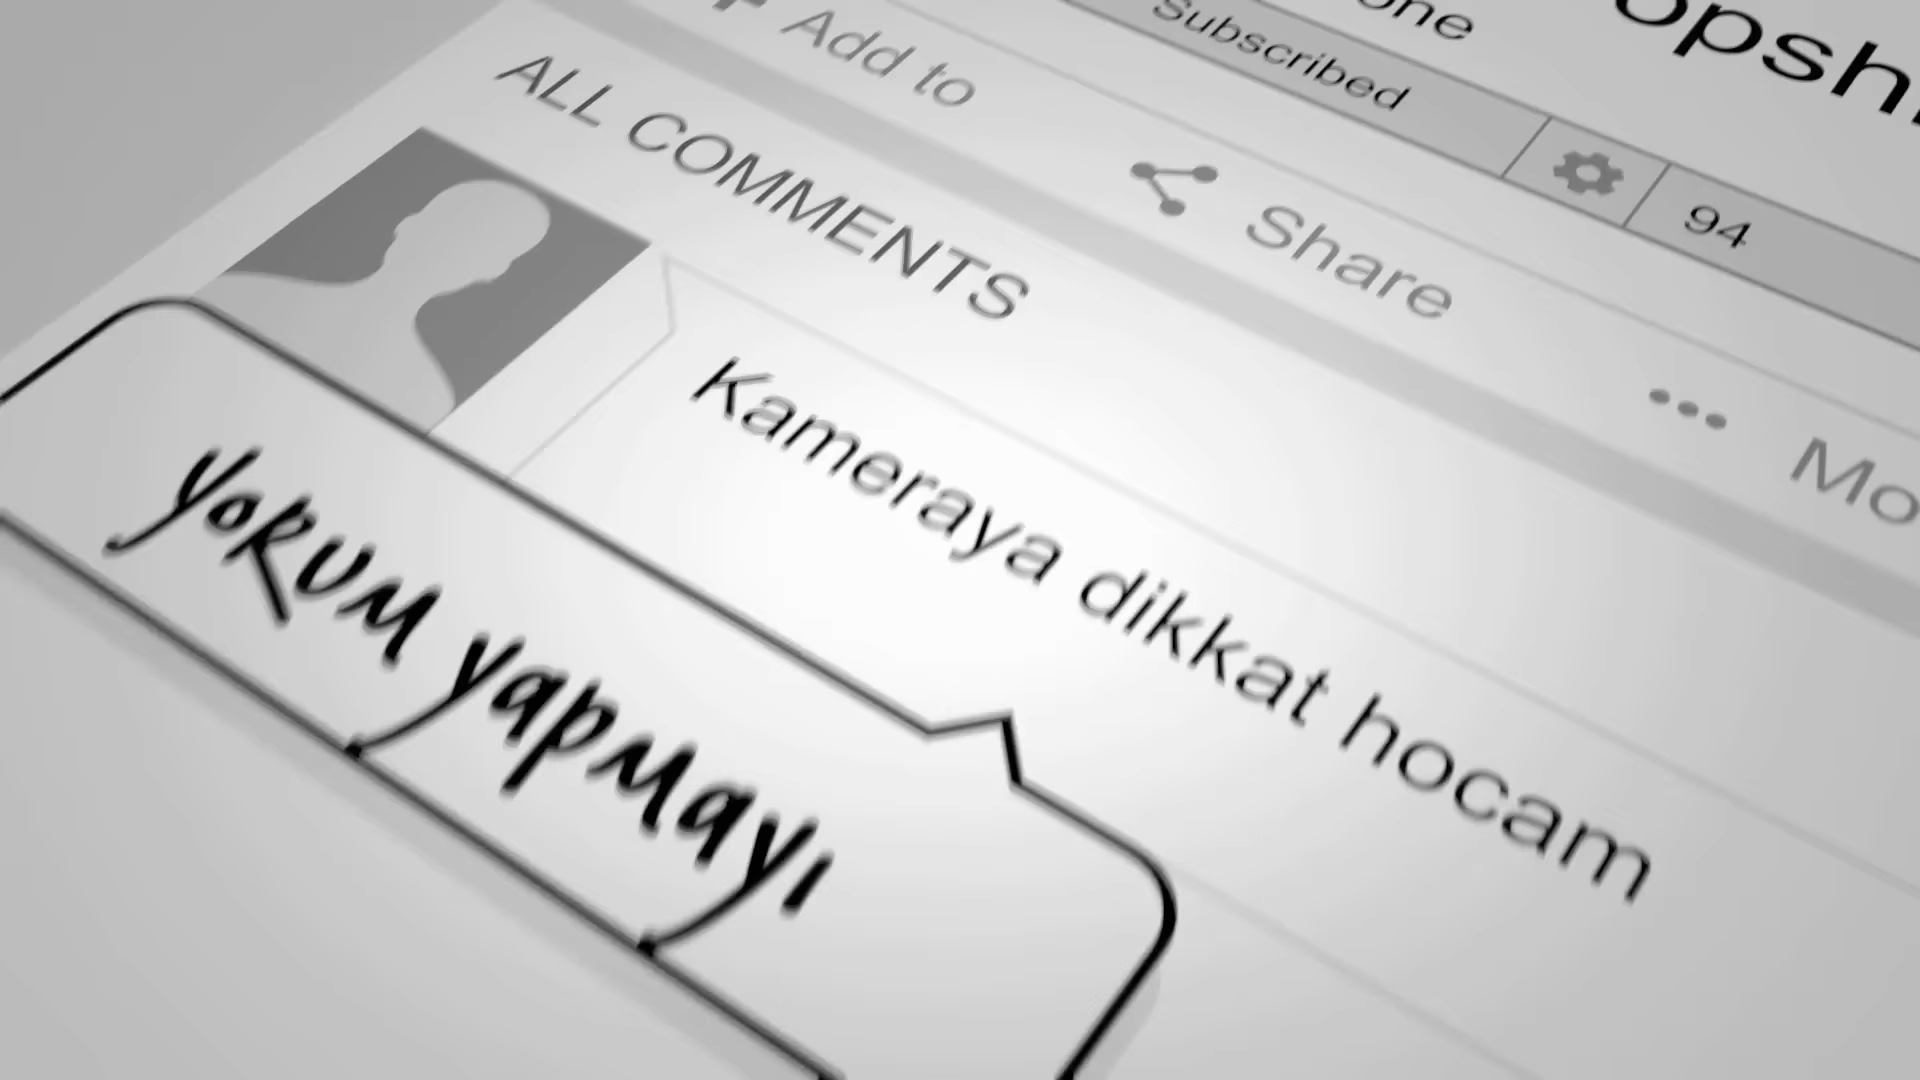 Subscribed
94
Add to
Share
ALL COMMENTS
Kameraya dikkat hocam
yorum yapmayı